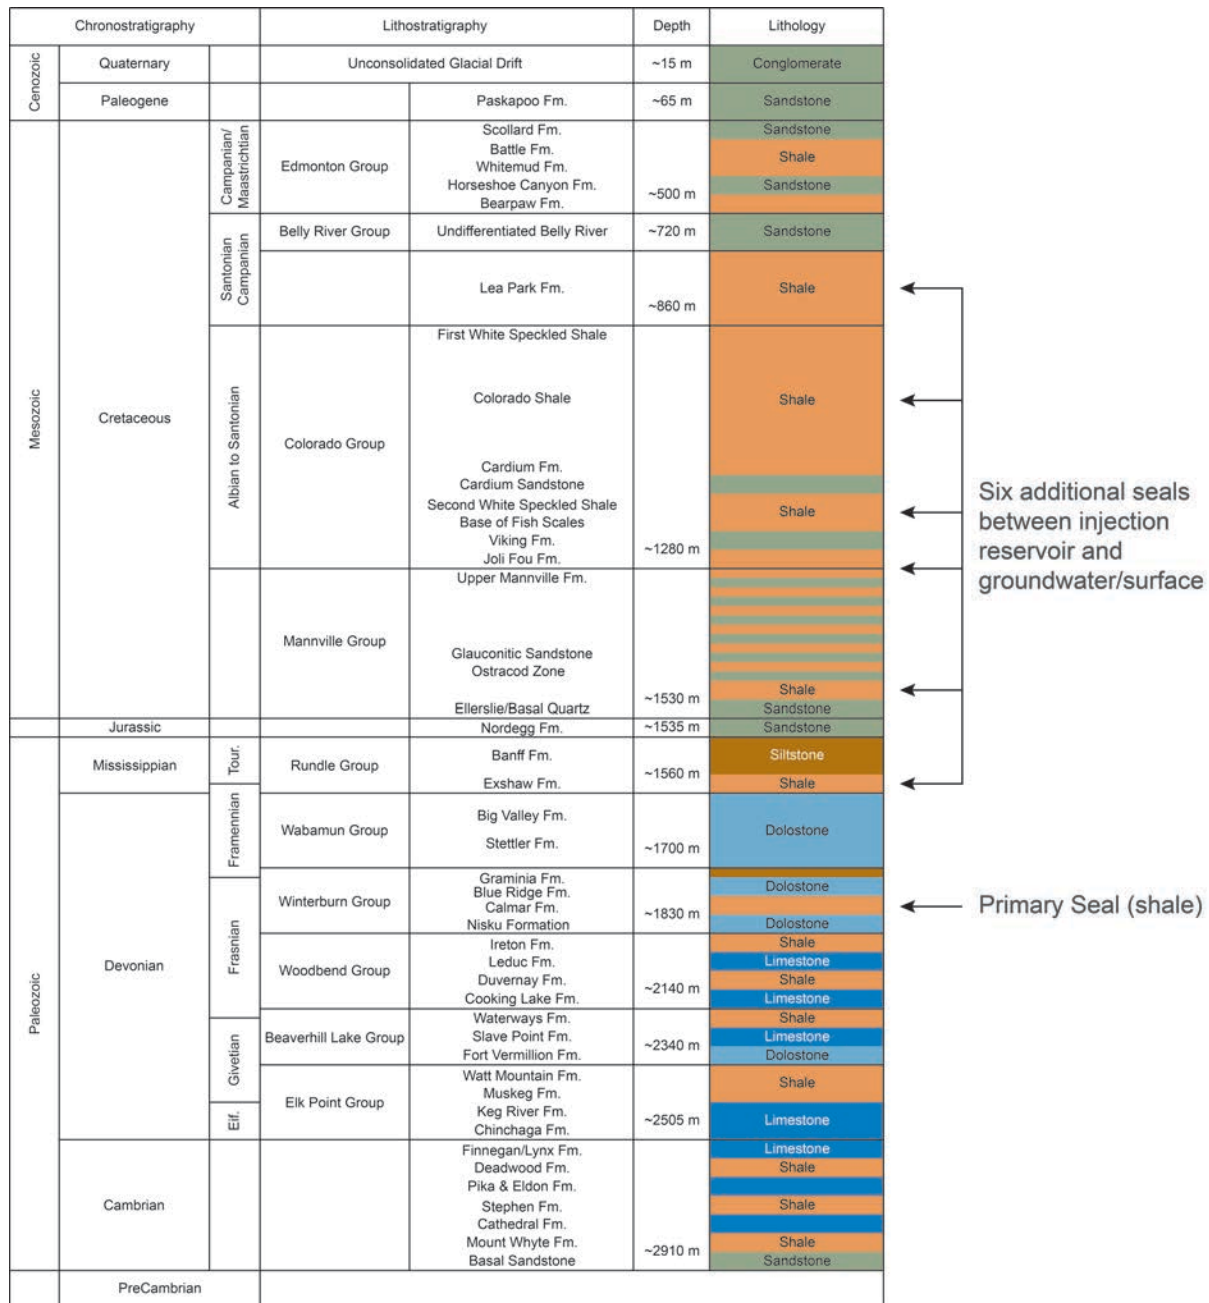 Chronostratigraphy Lithostratigraphy Depth Lithology
Cenozoic
Quaternary Unconsolidated Glacial Drift ~15 m Conglomerate
Paleogene Paskapoo Fm. ~65 m Sandstone
Mesozoic
Cretaceous
Campanian/
Maastrichtian
Edmonton Group
Scollard Fm. Sandstone
Battle Fm. Shale
Whitemud Fm.
Horseshoe Canyon Fm. ~500 m Sandstone
Bearpaw Fm.
Santonian
Campanian
Belly River Group Undifferentiated Belly River ~720 m Sandstone
Lea Park Fm. ~860 m Shale
Albian to Santonian
Colorado Group
First White Speckled Shale
Colorado Shale Shale
Cardium Fm.
Cardium Sandstone
Second White Speckled Shale Shale
Base of Fish Scales
Viking Fm. ~1280 m
Joli Fou Fm.
Mannville Group
Upper Mannville Fm.
Glauconitic Sandstone
Ostracod Zone
Shale
Ellerslie/Basal Quartz ~1530 m Sandstone
Jurassic Nordegg Fm. ~1535 m Sandstone
Six additional seals
between injection
reservoir and
groundwater/surface
Paleozoic
Mississippian Tour. Rundle Group
Banff Fm. ~1560 m Siltstone
Exshaw Fm. Shale
Devonian
Framennian
Wabamun Group
Big Valley Fm. Dolostone
Stettler Fm. ~1700 m
Frasnian
Winterburn Group
Graminia Fm.
Blue Ridge Fm. Dolostone
Calmar Fm. ~1830 m
Nisku Formation Dolostone
Primary Seal (shale)
Woodbend Group
Ireton Fm. Shale
Leduc Fm. Limestone
Duvernay Fm. ~2140 m Shale
Cooking Lake Fm. Limestone
Givetian
Beaverhill Lake Group
Waterways Fm. Shale
Slave Point Fm. ~2340 m Limestone
Fort Vermillion Fm. Dolostone
Elk Point Group
Watt Mountain Fm. Shale
Muskeg Fm.
Eif.
Keg River Fm. ~2505 m Limestone
Chinchaga Fm.
Cambrian
Finnegan/Lynx Fm. Limestone
Deadwood Fm. Shale
Pika & Eldon Fm.
Stephen Fm. Shale
Cathedral Fm.
Mount Whyte Fm. ~2910 m Shale
Basal Sandstone Sandstone
PreCambrian